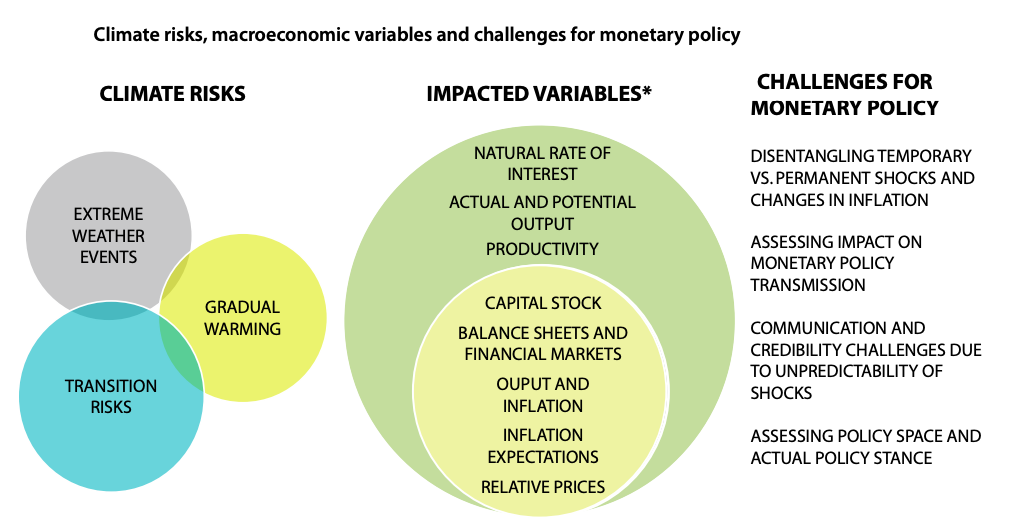 Climate risks, macroeconomic variables and challenges for monetary policy
CLIMATE RISKS
EXTREME
WEATHER
EVENTS
GRADUAL
WARMING
TRANSITION
RISKS
IMPACTED VARIABLES*
NATURAL RATE OF
INTEREST
ACTUAL AND POTENTIAL
OUTPUT
PRODUCTIVITY
CAPITAL STOCK
BALANCE SHEETS AND
FINANCIAL MARKETS
OUPUT AND
INFLATION
INFLATION
EXPECTATIONS
RELATIVE PRICES
CHALLENGES FOR
MONETARY POLICY
DISENTANGLING TEMPORARY
VS. PERMANENT SHOCKS AND
CHANGES IN INFLATION
ASSESSING IMPACT ON
MONETARY POLICY
TRANSMISSION
COMMUNICATION AND
CREDIBILITY CHALLENGES DUE
TO UNPREDICTABILITY OF
SHOCKS
ASSESSING POLICY SPACE AND
ACTUAL POLICY STANCE